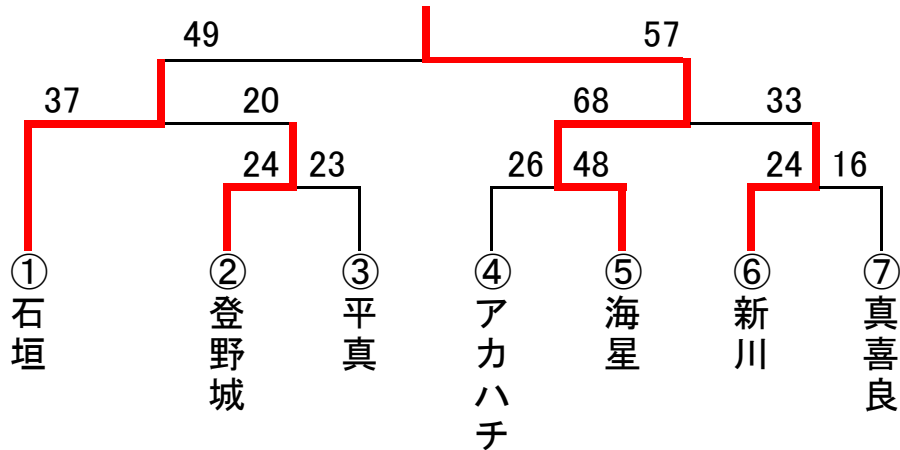 49 57
37 20 68 33
24 23 26 48 24 16
① ② ③ ④ ⑤ ⑥ ⑦
石垣
登野城
平真
アカハチ
海星
新川
真喜良